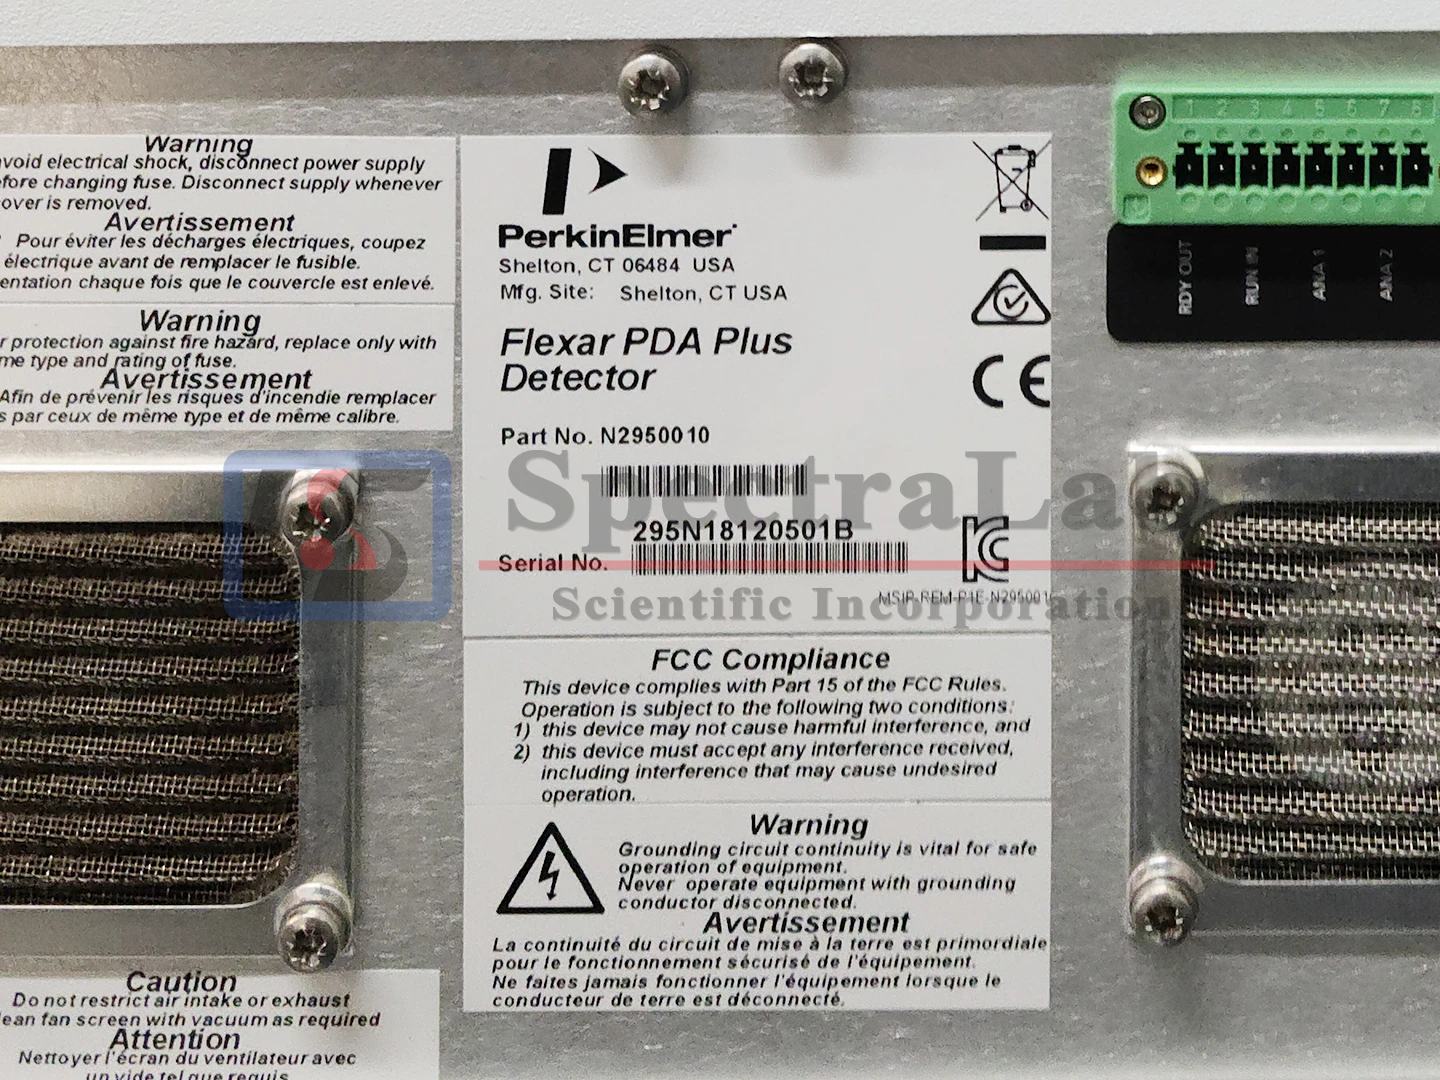 Warning
void electrical shock, disconnect power supply
fore changing fuse. Disconnect supply whenever
over is removed.
Avertissement
Pour éviter les décharges électriques, coupez
électrique avant de remplacer le fusible.
entation chaque fois que le couvercle est enlevé.
Warning
r protection against fire hazard, replace only with
me type and rating of fuse.
Avertissement
Afin de prévenir les risques d'incendie remplacer
s par ceux de même type et de même calibre.
PerkinElmer
Shelton, CT 06484 USA
Mfg. Site: Shelton, CT USA
Flexar PDA Plus
Detector
Part No. N2950010
295N18120501B
Serial No.
MSIP-REM-P4E-N2950010
CE
FCC Compliance
This device complies with Part 15 of the FCC Rules.
Operation is subject to the following two conditions:
1) this device may not cause harmful interference, and
2) this device must accept any interference received,
including interference that may cause undesired
operation.
Warning
Grounding circuit continuity is vital for safe
operation of equipment.
Never operate equipment with grounding
conductor disconnected.
Avertissement
La continuité du circuit de mise à la terre est primordiale
pour le fonctionnement sécurisé de l'équipement.
Ne faites jamais fonctionner l'équipement lorsque le
conducteur de terre est déconnecté.
1 2 3 4 5 6 7 8
RDY OUT
RUN IN
ANA 1
ANA 2
Caution
Do not restrict air intake or exhaust
lean fan screen with vacuum as required
Attention
Nettoyer l'écran du ventilateur avec
un vide tel que requis
SpectraLab
Scientific Incorporation